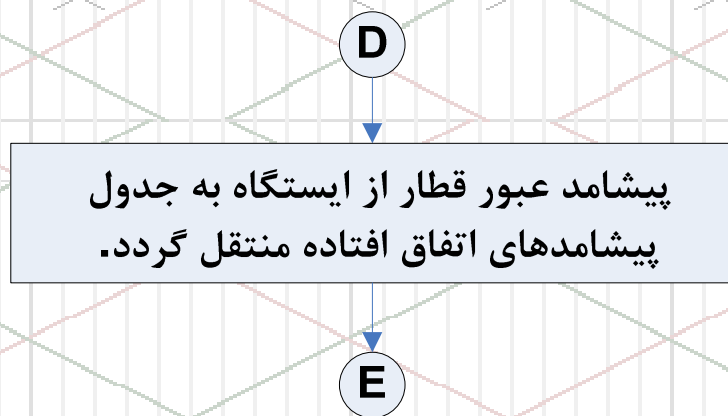 D
پیشامد عبور قطار از ایستگاه به جدول
پیشامدهای اتفاق افتاده منتقل گردد.
E